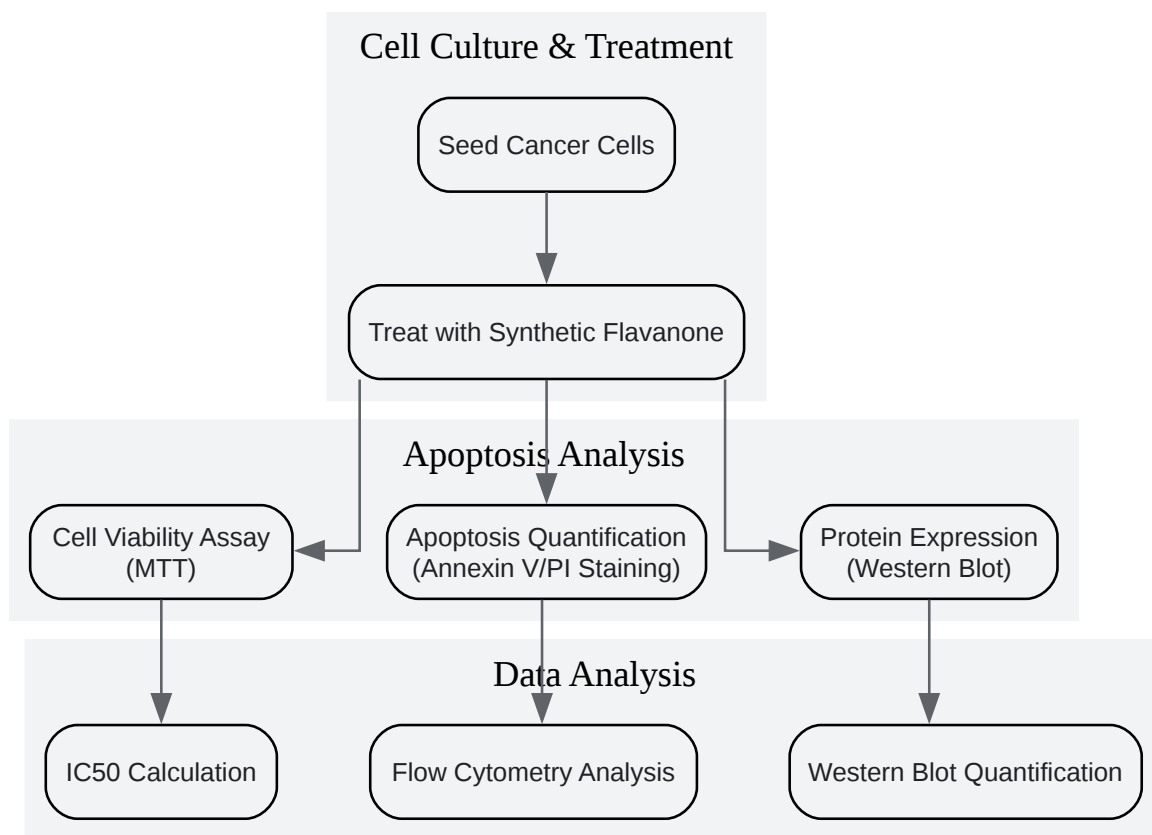 Cell Culture & Treatment
Seed Cancer Cells
Treat with Synthetic Flavanone
Apoptosis Analysis
Cell Viability Assay
(MTT)
Apoptosis Quantification
(Annexin V/PI Staining)
Protein Expression
(Western Blot)
Data Analysis
IC50 Calculation
Flow Cytometry Analysis
Western Blot Quantification